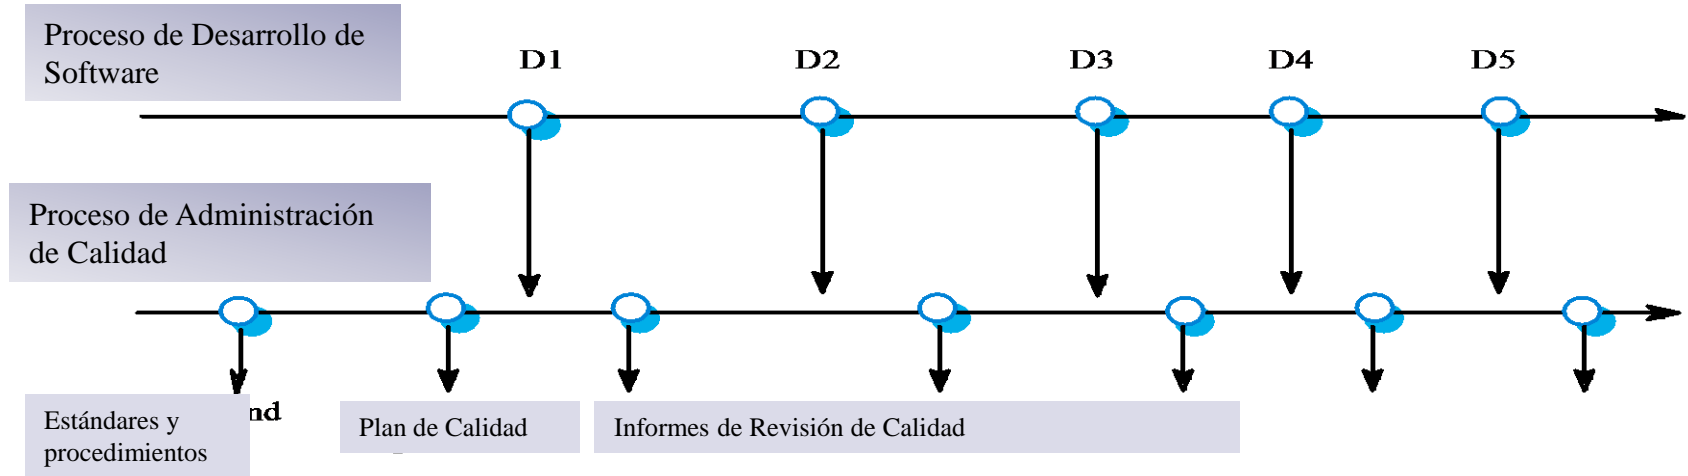 Proceso de Desarrollo de
Software
D1
D2
D3
D4
D5
Proceso de Administración
de Calidad
Estándares y
procedimientos
Plan de Calidad
Informes de Revisión de Calidad